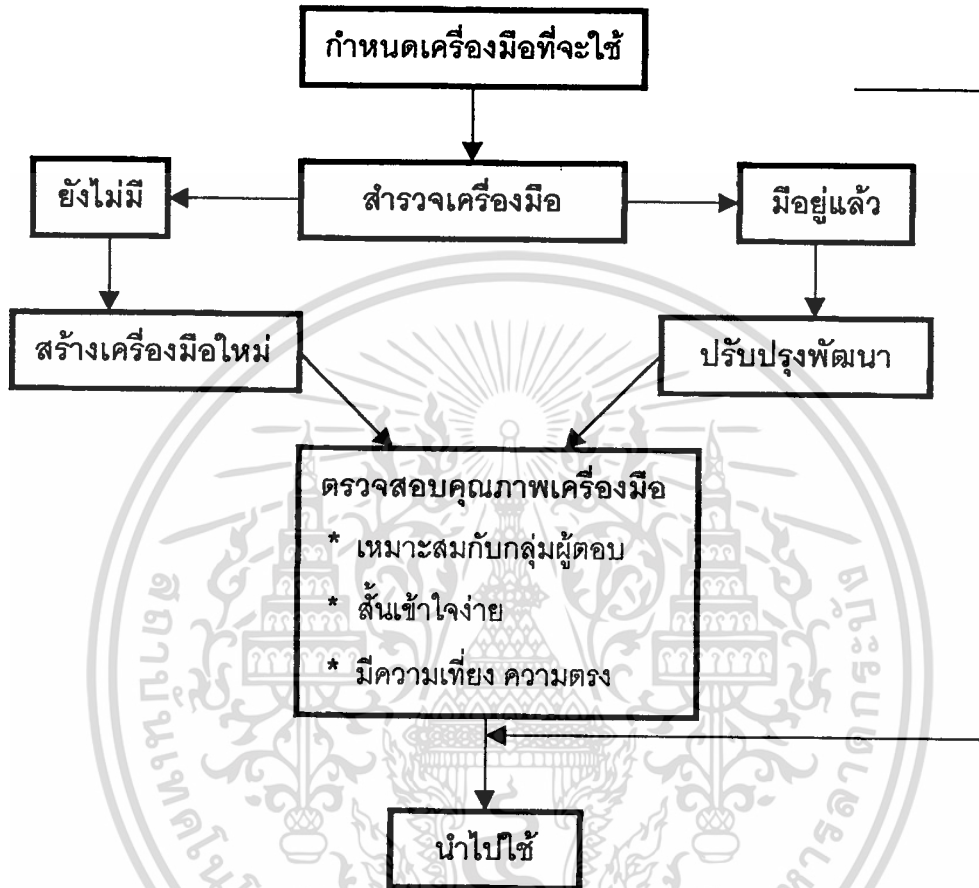 กำหนดเครื่องมือที่จะใช้
ยังไม่มี
สำรวจเครื่องมือ
มีอยู่แล้ว
สร้างเครื่องมือใหม่
ปรับปรุงพัฒนา
ตรวจสอบคุณภาพเครื่องมือ
* เหมาะสมกับกลุ่มผู้ตอบ
* สั้นเข้าใจง่าย
* มีความเที่ยง ความตรง
นำไปใช้